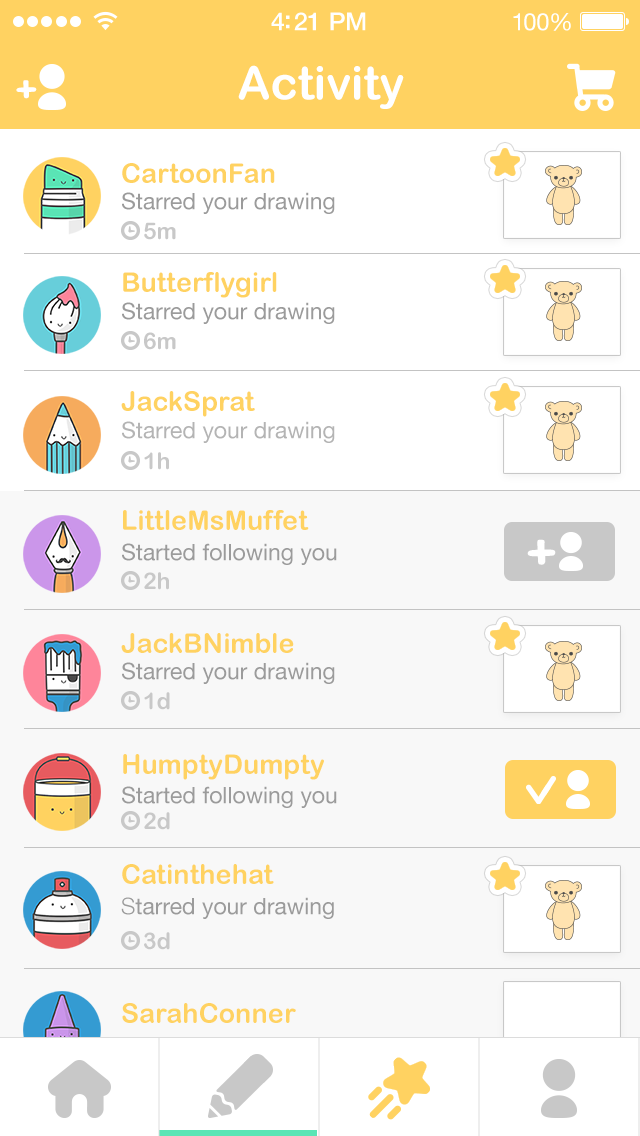 4:21 PM 100%
Activity
CartoonFan
Starred your drawing
5m
Butterflygirl
Starred your drawing
6m
JackSprat
Starred your drawing
1h
LittleMsMuffet
Started following you
2h
JackBNimble
Starred your drawing
1d
HumptyDumpty
Started following you
2d
Catinthehat
Starred your drawing
3d
SarahConner